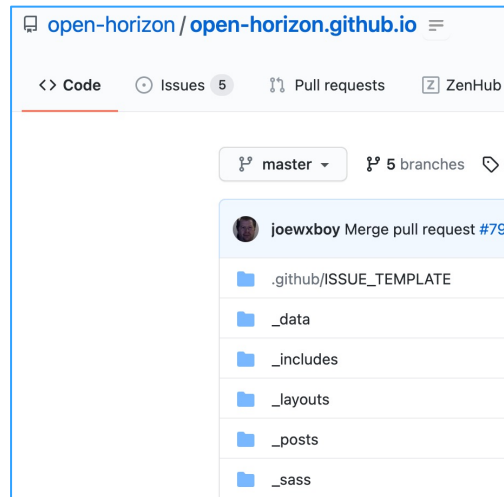 open-horizon / open-horizon.github.io
<> Code Issues 5 Pull requests Z ZenHub
master 5 branches
joewxboy Merge pull request #79
.github/ISSUE_TEMPLATE
_data
_includes
_layouts
_posts
_sass